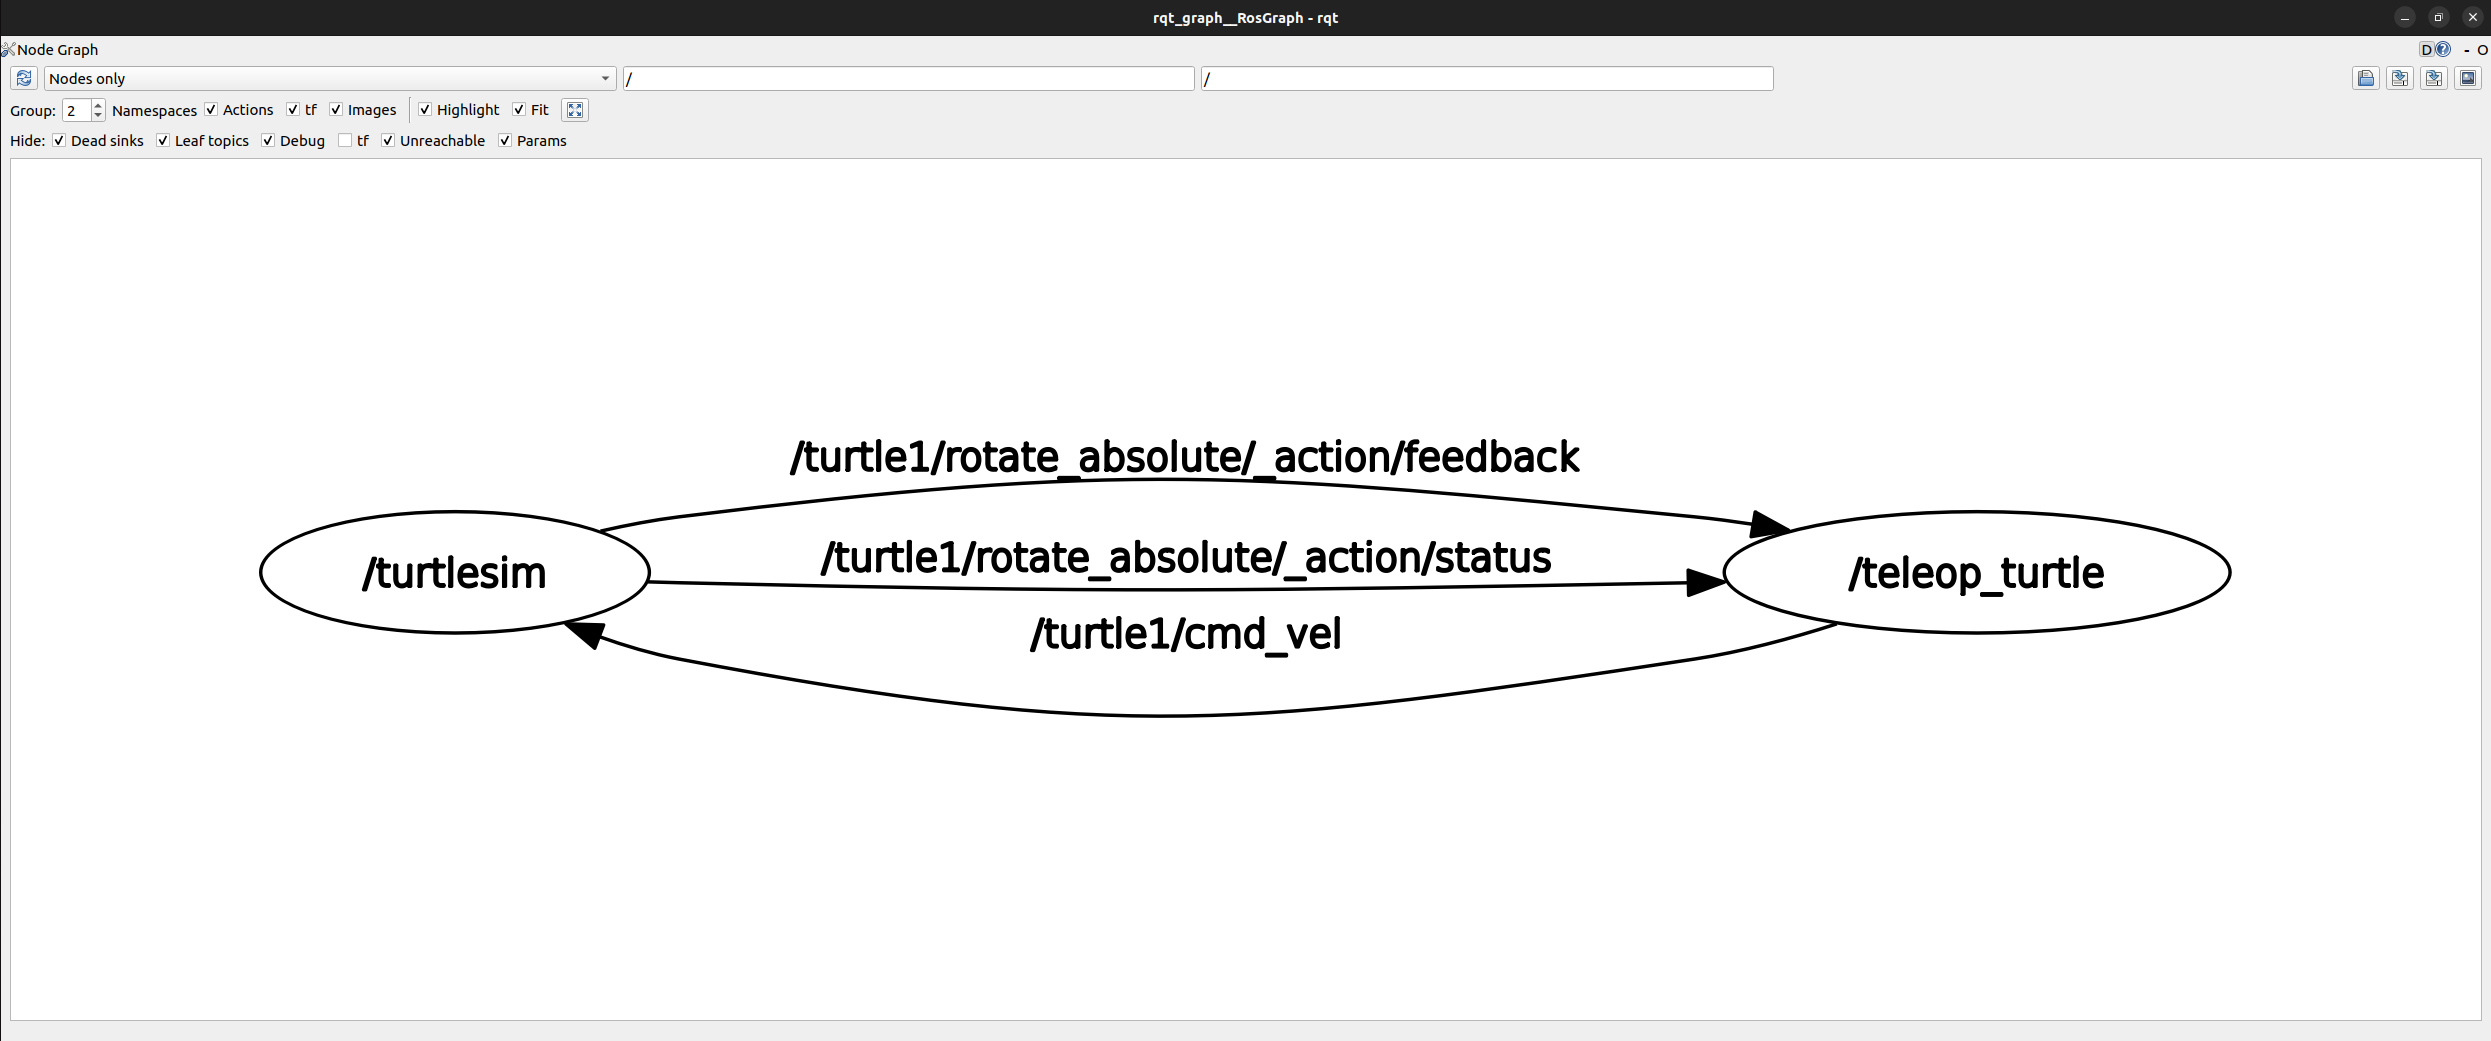 rqt_graph__RosGraph - rqt
Node Graph
D ? - O
Nodes only / /
Group: 2 Namespaces Actions tf Images Highlight Fit
Hide: Dead sinks Leaf topics Debug tf Unreachable Params
/turtle1/rotate_absolute/_action/feedback
/turtlesim
/turtle1/rotate_absolute/_action/status
/teleop_turtle
/turtle1/cmd_vel